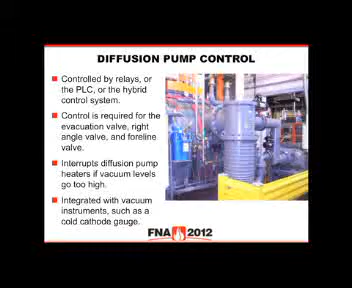 DIFFUSION PUMP CONTROL
Controlled by relays, or
the PLC, or the hybrid
control system.
Control is required for the
evacuation valve, right
angle valve, and foreline
valve.
Interrupts diffusion pump
heaters if vacuum levels
go too high.
Integrated with vacuum
instruments, such as a
cold cathode gauge.
FNA 2012